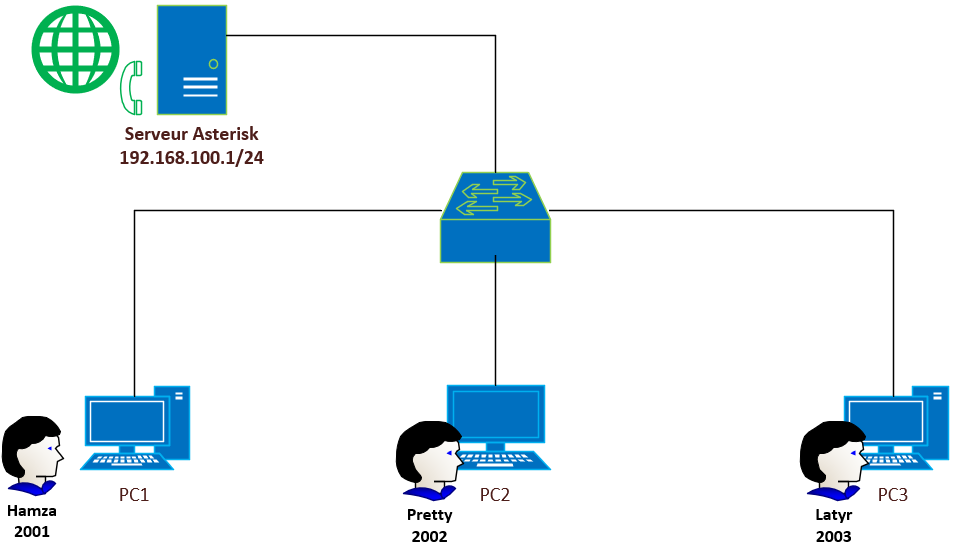 Serveur Asterisk
192.168.100.1/24
PC1
PC2
PC3
Hamza
2001
Pretty
2002
Latyr
2003